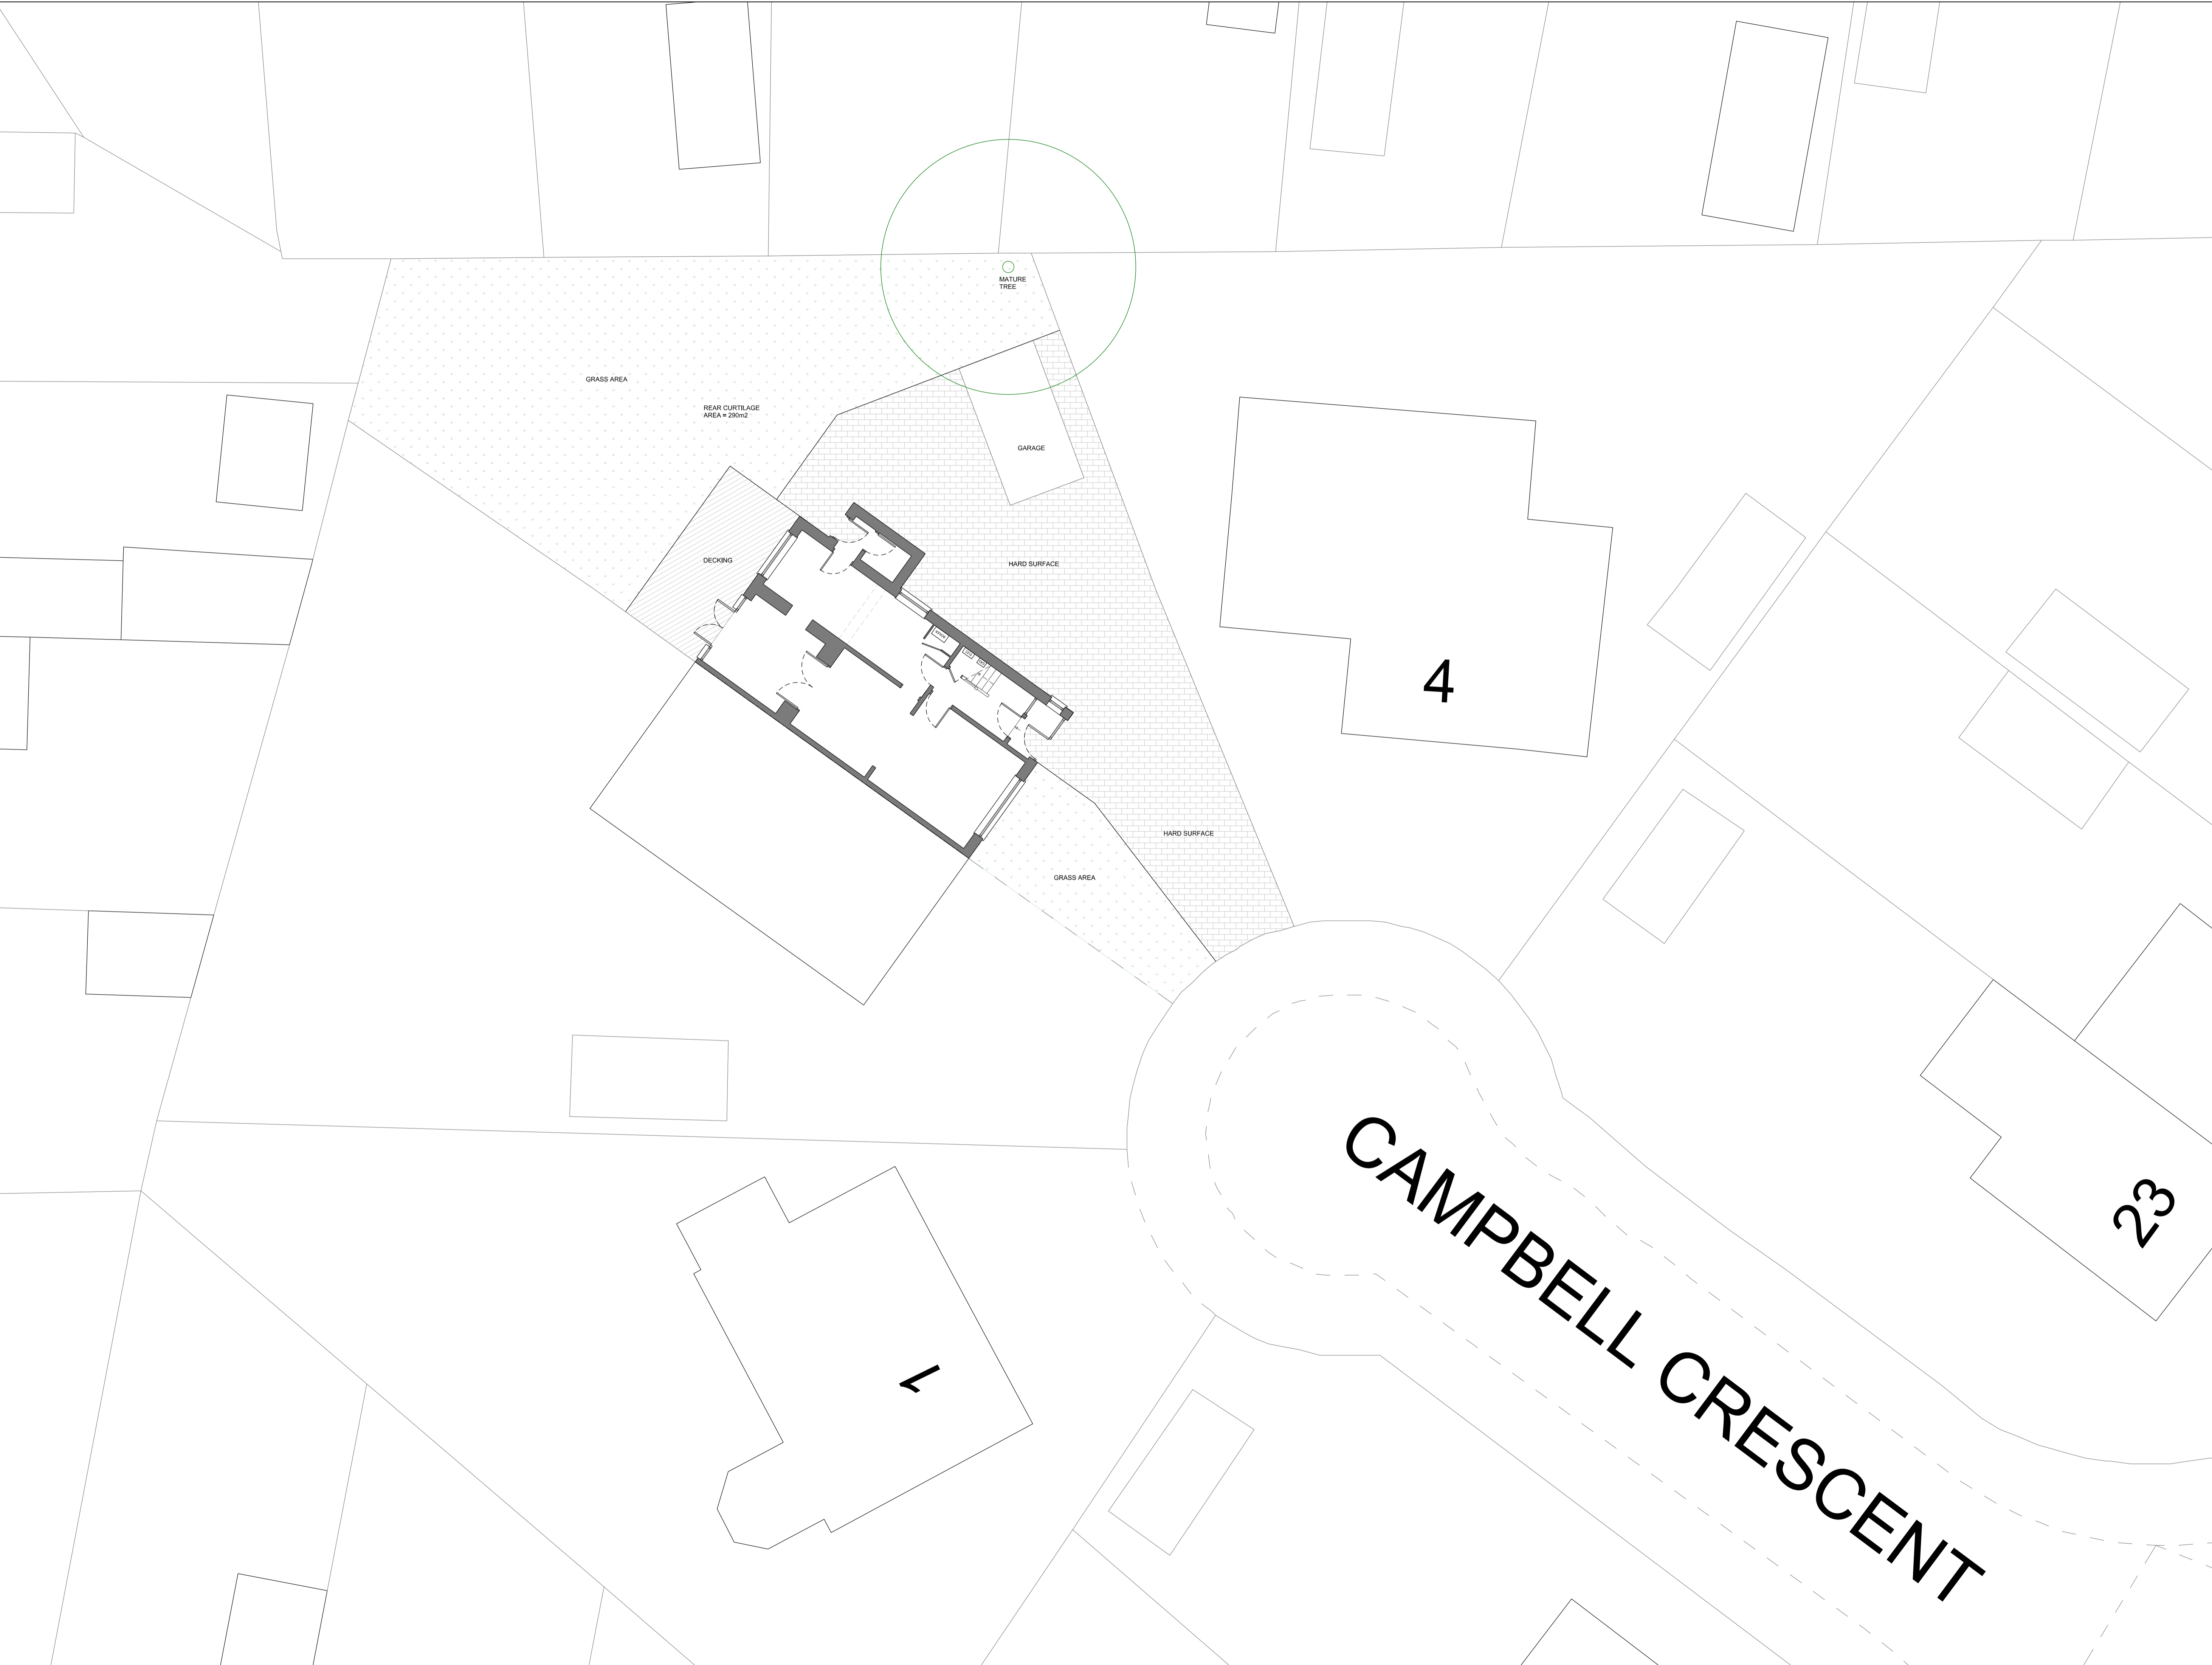 MATURE
TREE
GRASS AREA
REAR CURTILAGE
AREA = 290m2
GARAGE
DECKING
HARD SURFACE
4
HARD SURFACE
GRASS AREA
CAMPBELL CRESCENT
23
1